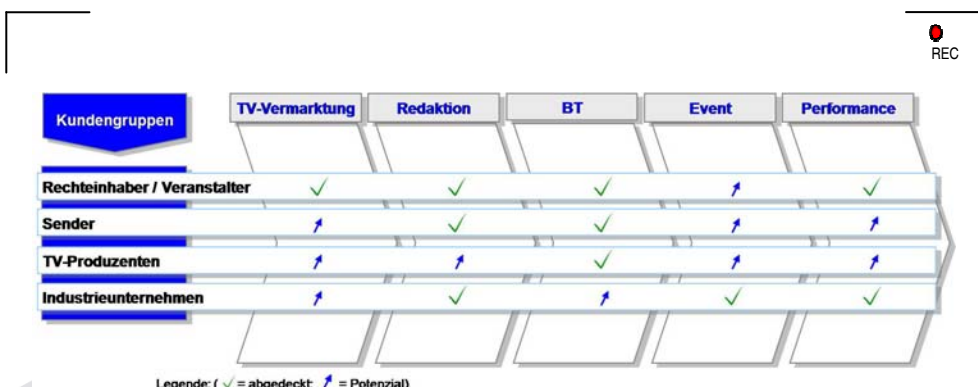 REC
Kundengruppen TV-Vermarktung Redaktion BT Event Performance
Rechteinhaber / Veranstalter ✓ ✓ ✓ ↗ ✓
Sender ↗ ✓ ✓ ↗ ↗
TV-Produzenten ↗ ↗ ✓ ↗ ↗
Industrieunternehmen ↗ ✓ ↗ ✓ ✓
Legende: ( ✓ = abgedeckt; ↗ = Potenzial)